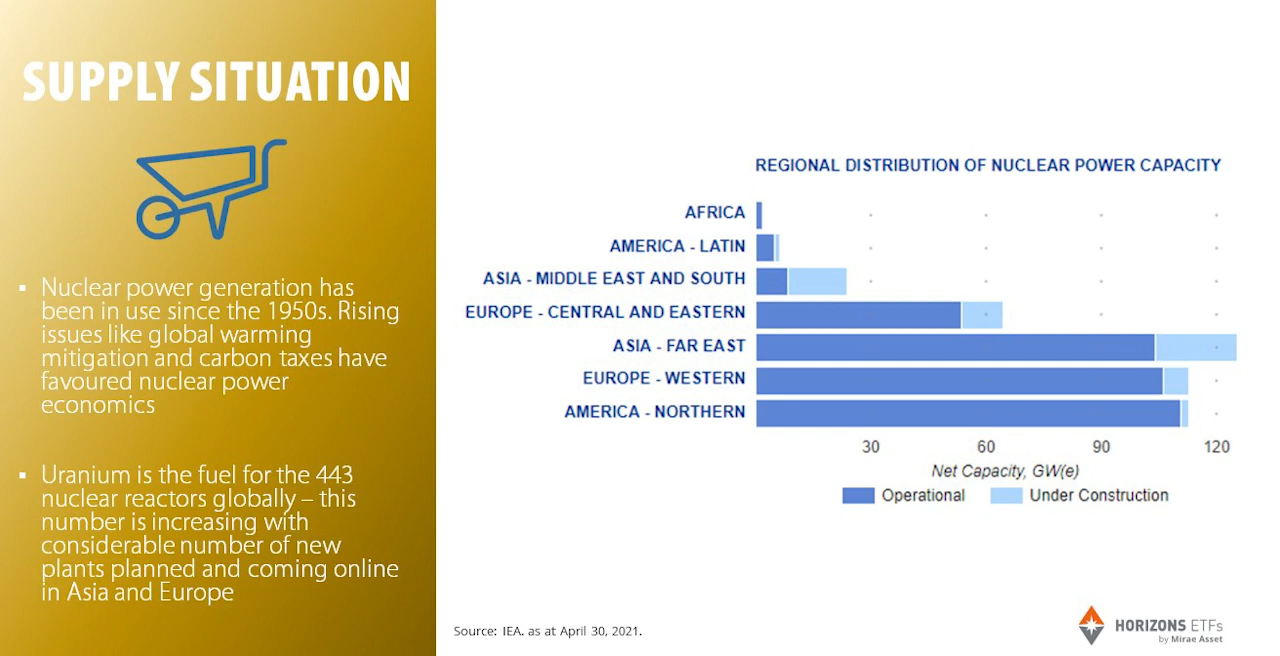 SUPPLY SITUATION
▪ Nuclear power generation has
been in use since the 1950s. Rising
issues like global warming
mitigation and carbon taxes have
favoured nuclear power
economics
▪ Uranium is the fuel for the 443
nuclear reactors globally – this
number is increasing with
considerable number of new
plants planned and coming online
in Asia and Europe
REGIONAL DISTRIBUTION OF NUCLEAR POWER CAPACITY
AFRICA
AMERICA - LATIN
ASIA - MIDDLE EAST AND SOUTH
EUROPE - CENTRAL AND EASTERN
ASIA - FAR EAST
EUROPE - WESTERN
AMERICA - NORTHERN
30 60 90 120
Net Capacity, GW(e)
Operational Under Construction
Source: IEA. as at April 30, 2021.
HORIZONS ETFs
by Mirae Asset